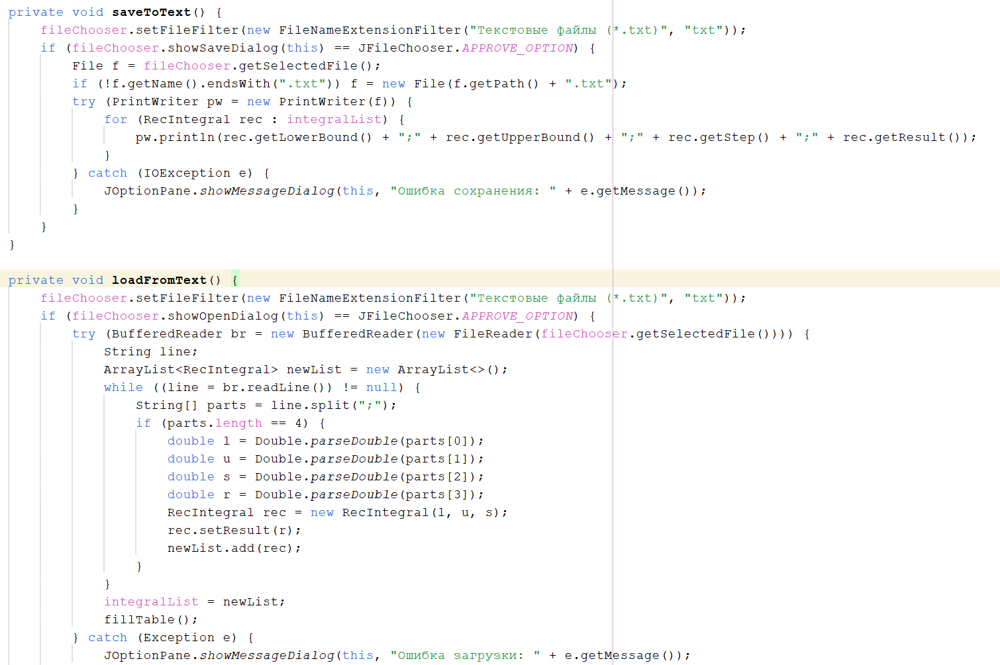 private void saveToText() {
    fileChooser.setFileFilter(new FileNameExtensionFilter("Текстовые файлы (*.txt)", "txt"));
    if (fileChooser.showSaveDialog(this) == JFileChooser.APPROVE_OPTION) {
        File f = fileChooser.getSelectedFile();
        if (!f.getName().endsWith(".txt")) f = new File(f.getPath() + ".txt");
        try (PrintWriter pw = new PrintWriter(f)) {
            for (RecIntegral rec : integralList) {
                pw.println(rec.getLowerBound() + ";" + rec.getUpperBound() + ";" + rec.getStep() + ";" + rec.getResult());
            }
        } catch (IOException e) {
            JOptionPane.showMessageDialog(this, "Ошибка сохранения: " + e.getMessage());
        }
    }
}
private void loadFromText() {
    fileChooser.setFileFilter(new FileNameExtensionFilter("Текстовые файлы (*.txt)", "txt"));
    if (fileChooser.showOpenDialog(this) == JFileChooser.APPROVE_OPTION) {
        try (BufferedReader br = new BufferedReader(new FileReader(fileChooser.getSelectedFile()))) {
            String line;
            ArrayList<RecIntegral> newList = new ArrayList<>();
            while ((line = br.readLine()) != null) {
                String[] parts = line.split(";");
                if (parts.length == 4) {
                    double l = Double.parseDouble(parts[0]);
                    double u = Double.parseDouble(parts[1]);
                    double s = Double.parseDouble(parts[2]);
                    double r = Double.parseDouble(parts[3]);
                    RecIntegral rec = new RecIntegral(l, u, s);
                    rec.setResult(r);
                    newList.add(rec);
                }
            }
            integralList = newList;
            fillTable();
        } catch (Exception e) {
            JOptionPane.showMessageDialog(this, "Ошибка загрузки: " + e.getMessage());